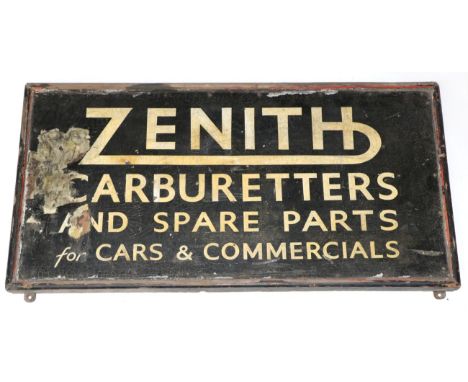 ZENITH
CARBURETTERS
AND SPARE PARTS
for CARS & COMMERCIALS